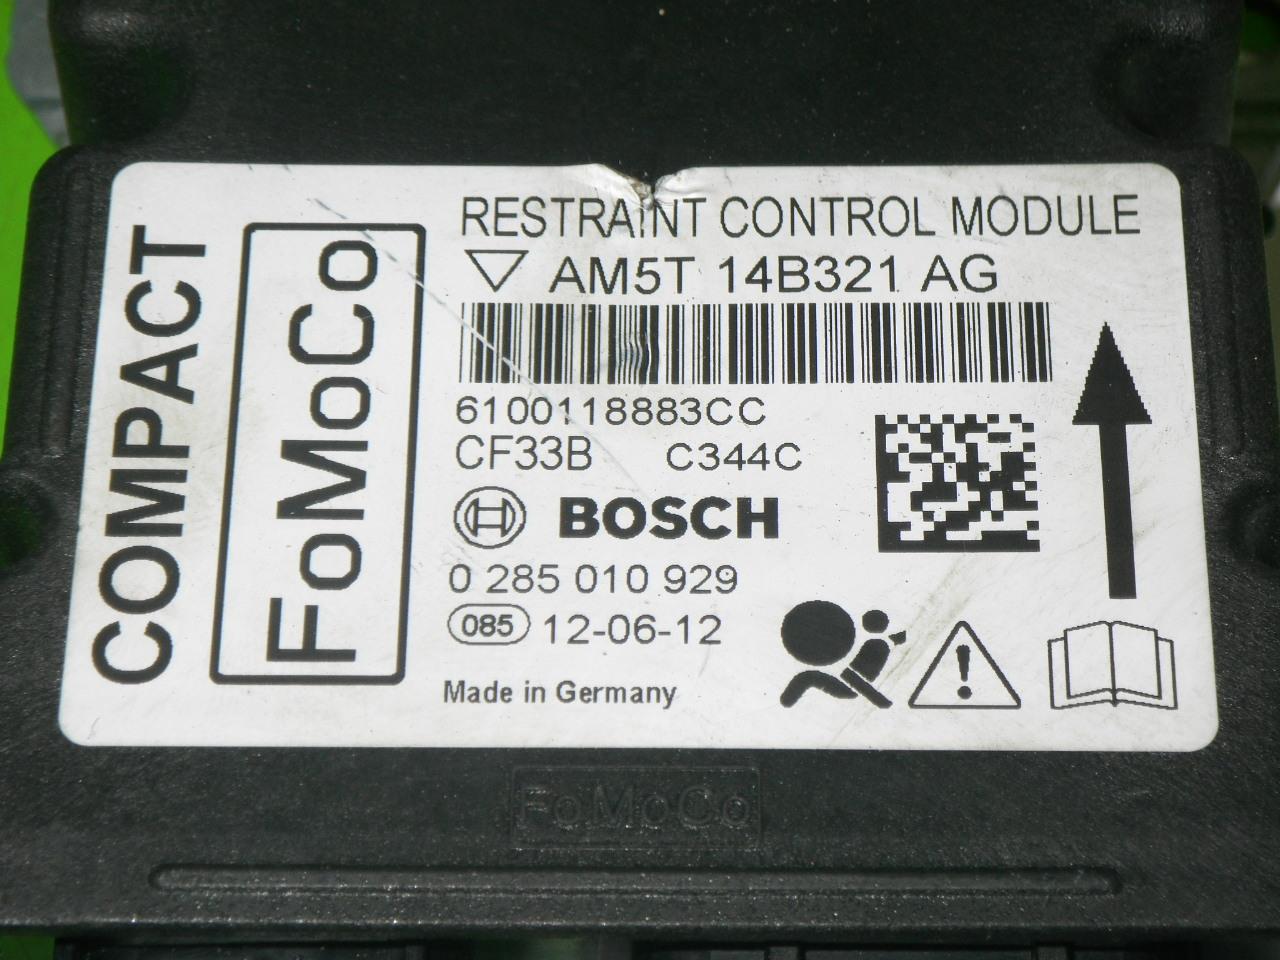 COMPACT
FoMoCo
RESTRAINT CONTROL MODULE
AM5T 14B321 AG
6100118883CC
CF33B C344C
BOSCH
0 285 010 929
085 12-06-12
Made in Germany
FoMoCo